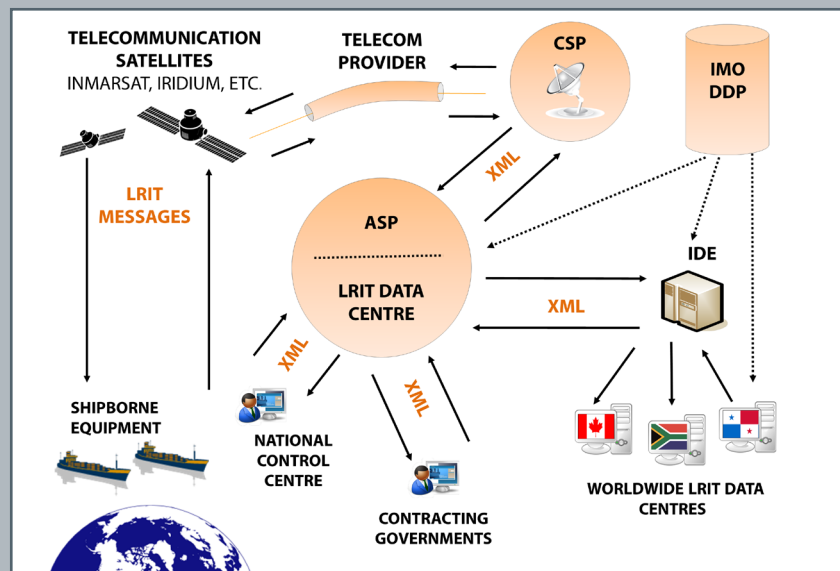 TELECOMMUNICATION
SATELLITES
INMARSAT, IRIDIUM, ETC.
TELECOM
PROVIDER
CSP
IMO
DDP
LRIT
MESSAGES
XML
ASP
LRIT DATA
CENTRE
IDE
XML
XML
XML
SHIPBORNE
EQUIPMENT
NATIONAL
CONTROL
CENTRE
CONTRACTING
GOVERNMENTS
WORLDWIDE LRIT DATA
CENTRES